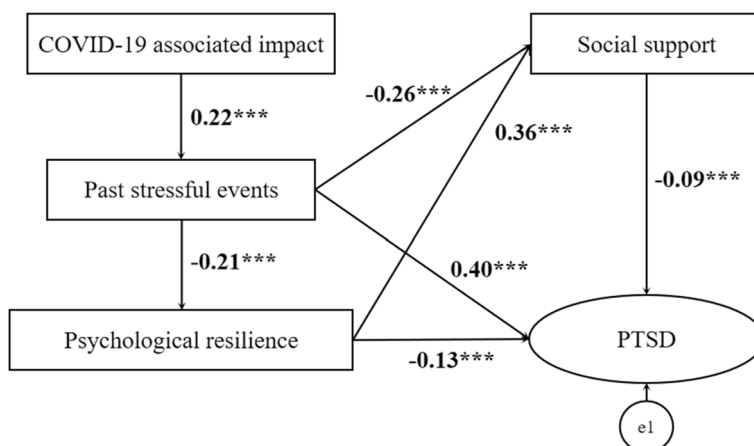 COVID-19 associated impact
Social support
-0.26***
0.22***
0.36***
Past stressful events
-0.09***
-0.21***
0.40***
Psychological resilience
PTSD
-0.13***
e1